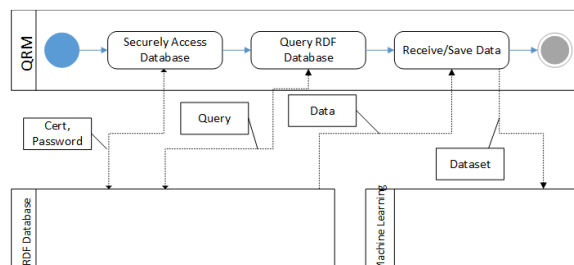 QRM
Securely Access
Database
Query RDF
Database
Receive/Save Data
Cert,
Password
Query
Data
Dataset
RDF Database
Machine Learning